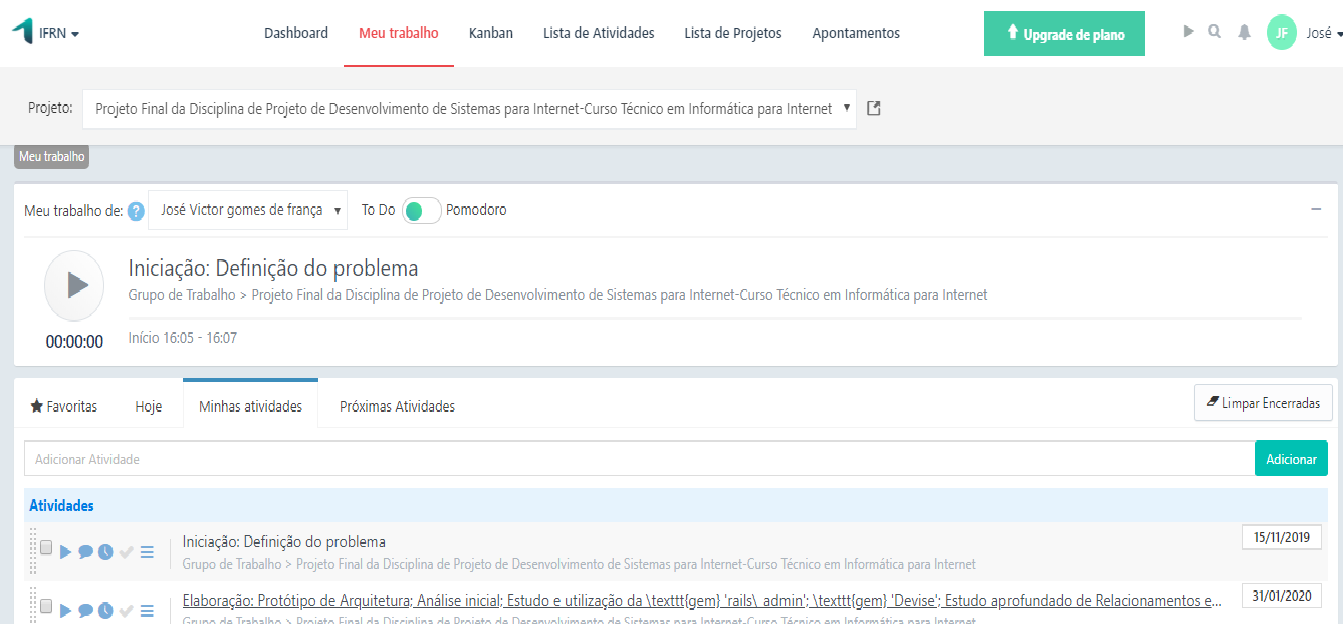 IFRN
Dashboard
Meu trabalho
Kanban
Lista de Atividades
Lista de Projetos
Apontamentos
Upgrade de plano
JF
José
Projeto: Projeto Final da Disciplina de Projeto de Desenvolvimento de Sistemas para Internet-Curso Técnico em Informática para Internet
Meu trabalho
Meu trabalho de: ? José Victor gomes de frança To Do Pomodoro
Iniciação: Definição do problema
Grupo de Trabalho > Projeto Final da Disciplina de Projeto de Desenvolvimento de Sistemas para Internet-Curso Técnico em Informática para Internet
00:00:00
Início 16:05 - 16:07
Favoritas
Hoje
Minhas atividades
Próximas Atividades
Limpar Encerradas
Adicionar Atividade
Adicionar
Atividades
Iniciação: Definição do problema
15/11/2019
Grupo de Trabalho > Projeto Final da Disciplina de Projeto de Desenvolvimento de Sistemas para Internet-Curso Técnico em Informática para Internet
Elaboração: Protótipo de Arquitetura; Análise inicial; Estudo e utilização da \texttt{gem} 'rails\_admin'; \texttt{gem} 'Devise'; Estudo aprofundado de Relacionamentos e...
31/01/2020
Grupo de Trabalho > Projeto Final da Disciplina de Projeto de Desenvolvimento de Sistemas para Internet-Curso Técnico em Informática para Internet